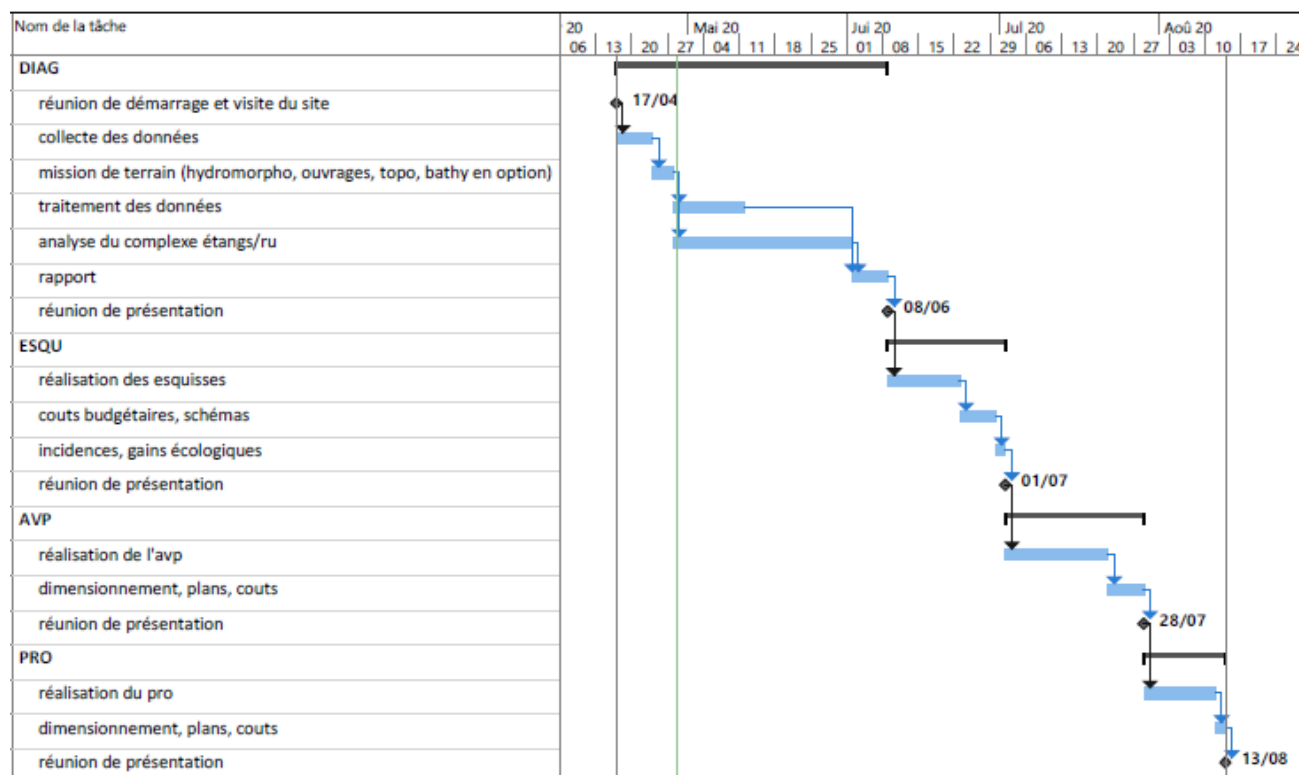 Nom de la tâche
20 Mai 20 Jui 20 Jul 20 Aoû 20
06 13 20 27 04 11 18 25 01 08 15 22 29 06 13 20 27 03 10 17 24
DIAG
réunion de démarrage et visite du site 17/04
collecte des données
mission de terrain (hydromorpho, ouvrages, topo, bathy en option)
traitement des données
analyse du complexe étangs/ru
rapport
réunion de présentation 08/06
ESQU
réalisation des esquisses
couts budgétaires, schémas
incidences, gains écologiques
réunion de présentation 01/07
AVP
réalisation de l'avp
dimensionnement, plans, couts
réunion de présentation 28/07
PRO
réalisation du pro
dimensionnement, plans, couts
réunion de présentation 13/08